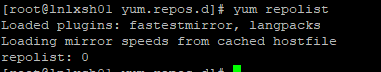 [root@lnlxsh01 yum.repos.d]# yum repolist
Loaded plugins: fastestmirror, langpacks
Loading mirror speeds from cached hostfile
repolist: 0
[root@lnlxsh01 yum.repos.d]#